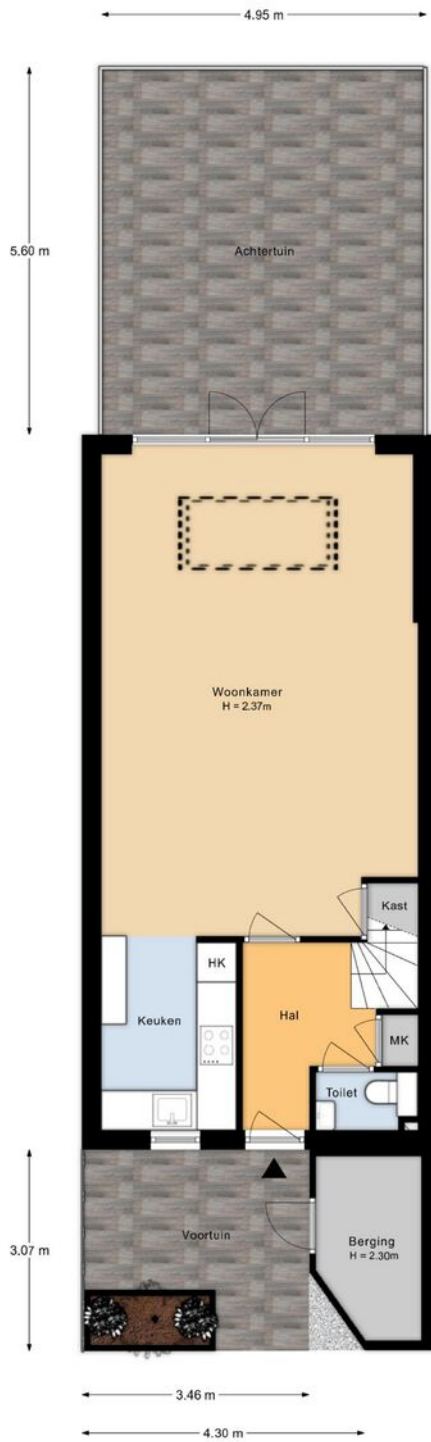 4.95 m
5.60 m
Achtertuin
Woonkamer
H = 2.37m
Kast
HK
Hal
Keuken
MK
Toilet
3.07 m
Voortuin
Berging
H = 2.30m
3.46 m
4.30 m